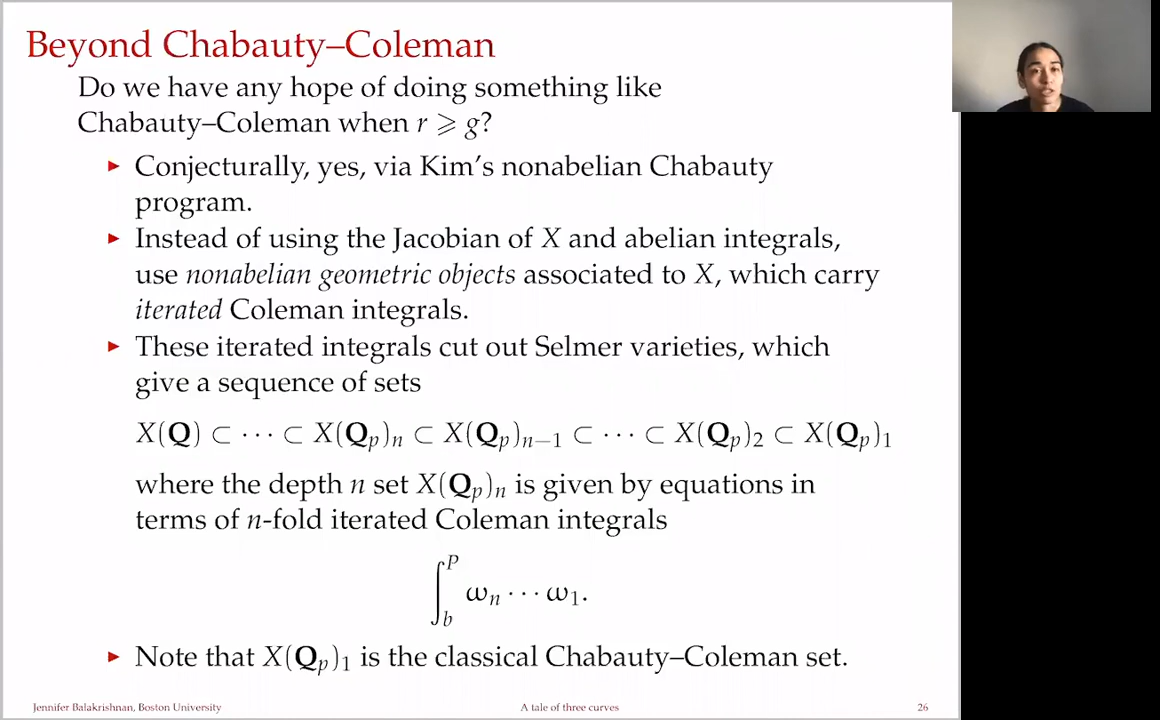 Beyond Chabauty–Coleman
Do we have any hope of doing something like
Chabauty–Coleman when r ⩾ g?
▸ Conjecturally, yes, via Kim's nonabelian Chabauty
program.
▸ Instead of using the Jacobian of X and abelian integrals,
use nonabelian geometric objects associated to X, which carry
iterated Coleman integrals.
▸ These iterated integrals cut out Selmer varieties, which
give a sequence of sets
X(Q) ⊂ ··· ⊂ X(Qₚ)ₙ ⊂ X(Qₚ)ₙ₋₁ ⊂ ··· ⊂ X(Qₚ)₂ ⊂ X(Qₚ)₁
where the depth n set X(Qₚ)ₙ is given by equations in
terms of n-fold iterated Coleman integrals
∫_b^P ωₙ ··· ω₁.
▸ Note that X(Qₚ)₁ is the classical Chabauty–Coleman set.
Jennifer Balakrishnan, Boston University
A tale of three curves
26